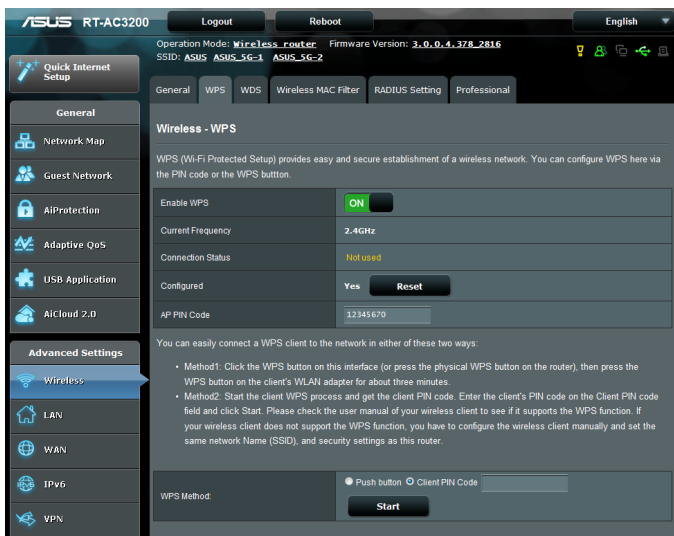 ASUS RT-AC3200 Logout Reboot English
Operation Mode: Wireless router Firmware Version: 3.0.0.4.378_2816
SSID: ASUS ASUS_5G-1 ASUS_5G-2
Quick Internet
Setup
General WPS WDS Wireless MAC Filter RADIUS Setting Professional
General
Network Map
Guest Network
AiProtection
Adaptive QoS
USB Application
AiCloud 2.0
Advanced Settings
Wireless
LAN
WAN
IPv6
IPv6
VPN
Wireless - WPS
WPS (Wi-Fi Protected Setup) provides easy and secure establishment of a wireless network. You can configure WPS here via
the PIN code or the WPS buttton.
Enable WPS ON
Current Frequency 2.4GHz
Connection Status Not used
Configured Yes Reset
AP PIN Code 12345670
You can easily connect a WPS client to the network in either of these two ways:
• Method1: Click the WPS button on this interface (or press the physical WPS button on the router), then press the
WPS button on the client's WLAN adapter for about three minutes.
• Method2: Start the client WPS process and get the client PIN code. Enter the client's PIN code on the Client PIN code
field and click Start. Please check the user manual of your wireless client to see if it supports the WPS function. If
your wireless client does not support the WPS function, you have to configure the wireless client manually and set the
same network Name (SSID), and security settings as this router.
WPS Method: Push button Client PIN Code
Start